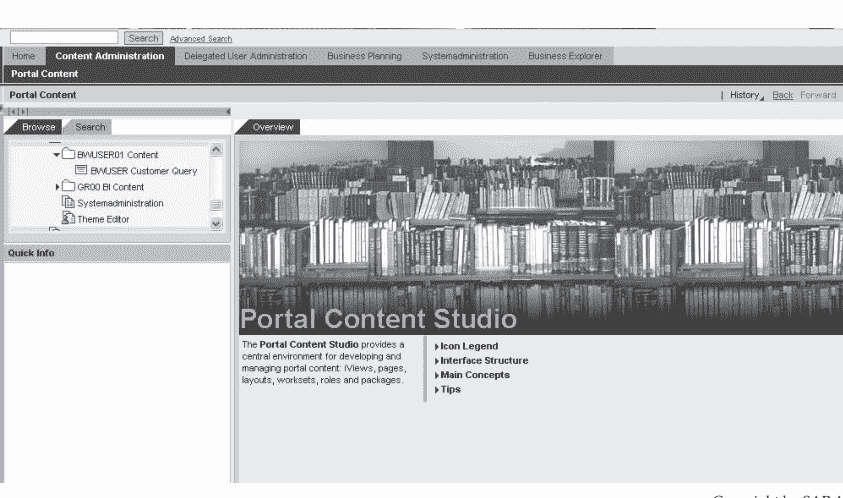 Search Advanced Search
Home Content Administration Delegated User Administration Business Planning Systemadministration Business Explorer
Portal Content
Portal Content | History Back Forward
Browse Search
Overview
BWUSER01 Content
BWUSER Customer Query
GR00 BI Content
Systemadministration
Theme Editor
Quick Info
Portal Content Studio
The Portal Content Studio provides a
central environment for developing and
managing portal content: iViews, pages,
layouts, worksets, roles and packages.
Icon Legend
Interface Structure
Main Concepts
Tips